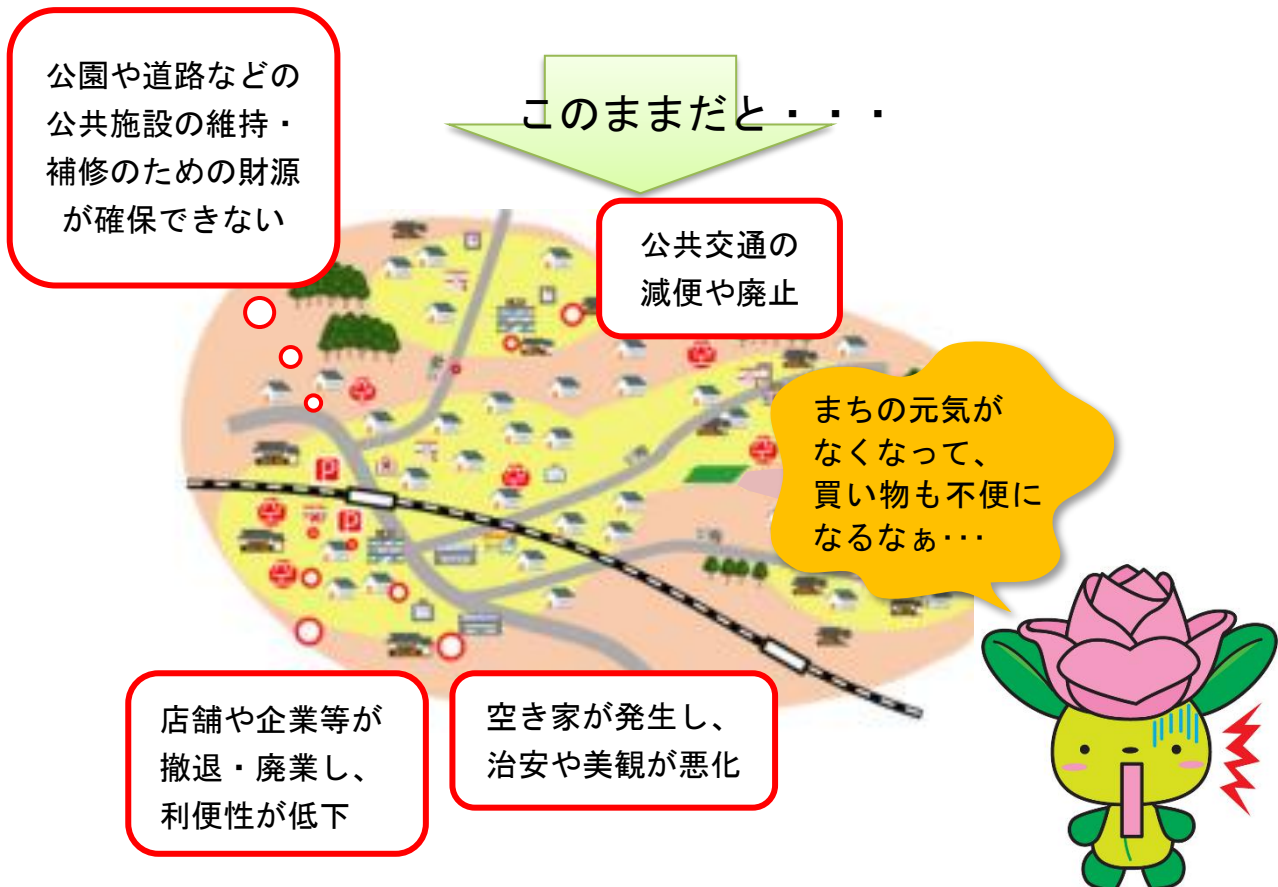 公園や道路などの
公共施設の維持・
補修のための財源
が確保できない
このままだと・・・
公共交通の
減便や廃止
まちの元気が
なくなって、
買い物も不便に
なるなぁ･･･
店舗や企業等が
撤退・廃業し、
利便性が低下
空き家が発生し、
治安や美観が悪化
P
P